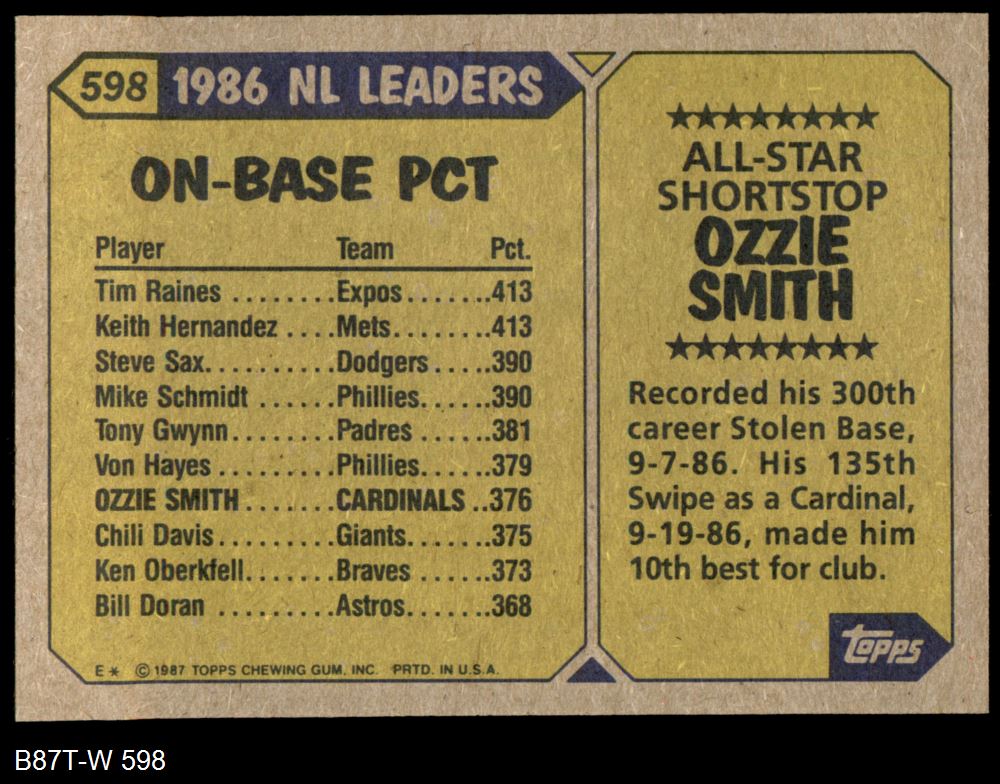 598 1986 NL LEADERS
ON-BASE PCT
Player Team Pct.
Tim Raines ........Expos.......413
Keith Hernandez ....Mets........413
Steve Sax..........Dodgers .....390
Mike Schmidt ......Phillies......390
Tony Gwynn........Padres ......381
Von Hayes ........Phillies......379
OZZIE SMITH.......CARDINALS ..376
Chili Davis.........Giants.......375
Ken Oberkfell.......Braves ......373
Bill Doran .........Astros.......368
E* © 1987 TOPPS CHEWING GUM, INC. PRTD. IN U.S.A.
ALL-STAR
SHORTSTOP
OZZIE
SMITH
Recorded his 300th
career Stolen Base,
9-7-86. His 135th
Swipe as a Cardinal,
9-19-86, made him
10th best for club.
topps
B87T-W 598